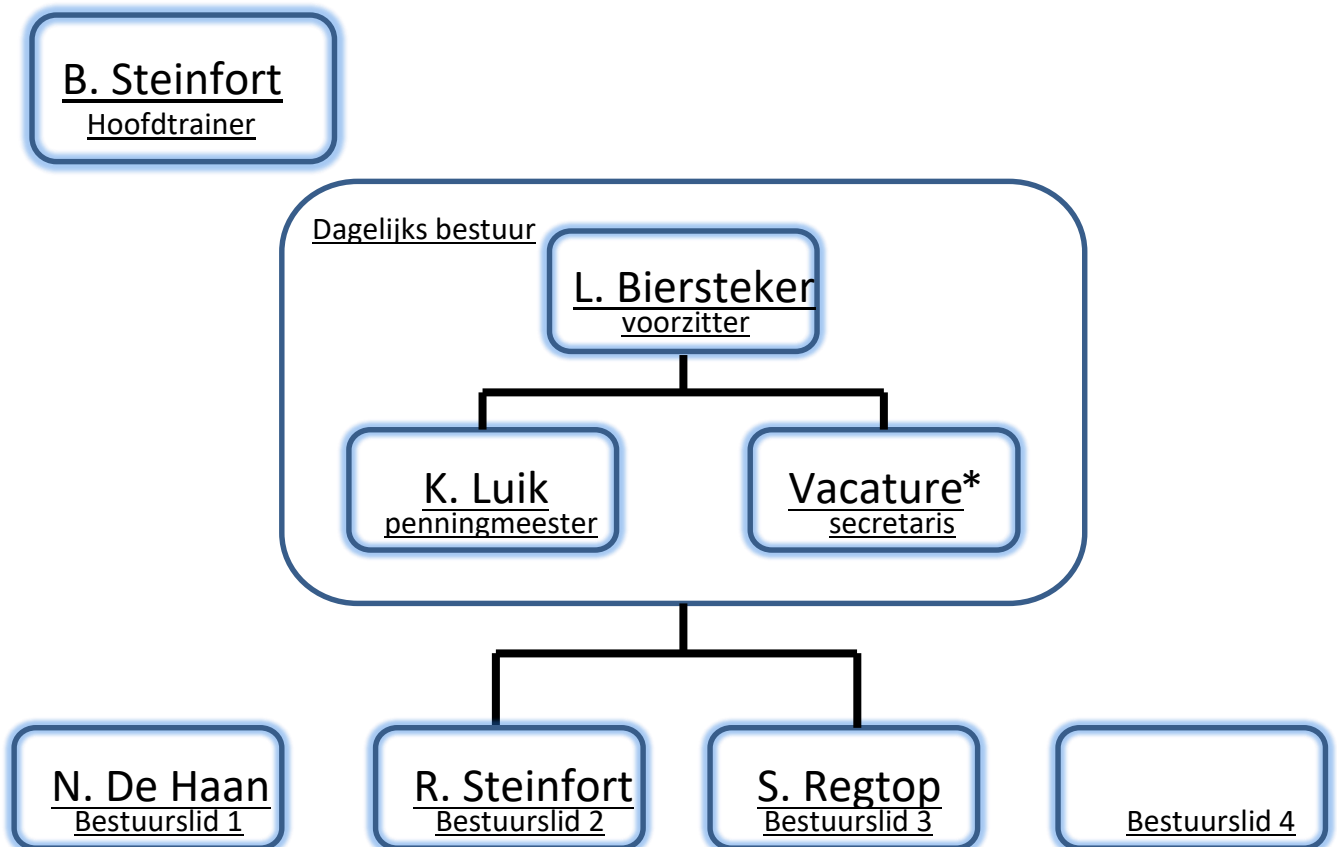 B. Steinfort
Hoofdtrainer
Dagelijks bestuur
L. Biersteker
voorzitter
K. Luik
penningmeester
Vacature*
secretaris
N. De Haan
Bestuurslid 1
R. Steinfort
Bestuurslid 2
S. Regtop
Bestuurslid 3
Bestuurslid 4